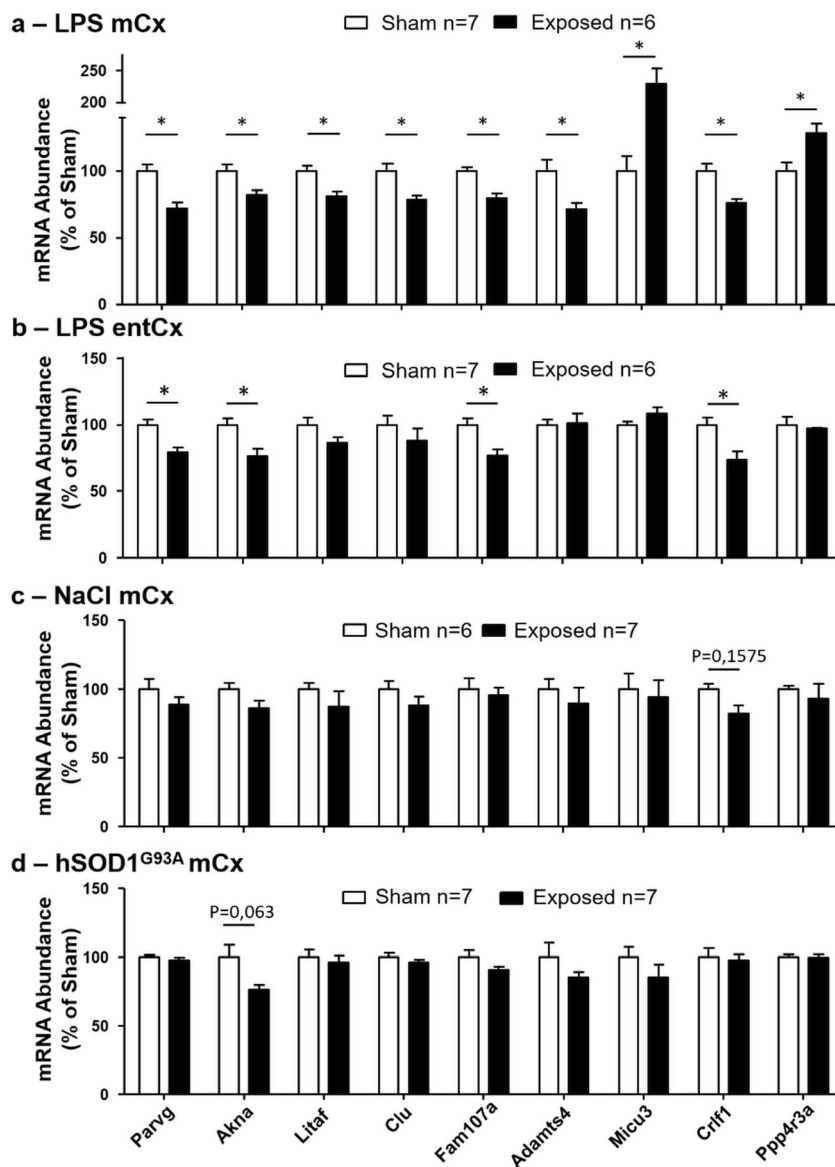 a – LPS mCx
Sham n=7 Exposed n=6
mRNA Abundance
(% of Sham)
250
200
100
50
0
* * * * * * * * *
b – LPS entCx
Sham n=7 Exposed n=6
mRNA Abundance
(% of Sham)
150
100
50
0
* * * *
c – NaCl mCx
Sham n=6 Exposed n=7
mRNA Abundance
(% of Sham)
150
100
50
0
P=0,1575
d – hSOD1G93A mCx
Sham n=7 Exposed n=7
mRNA Abundance
(% of Sham)
150
100
50
0
P=0,063
Parvg Akna Litaf Clu Fam107a Adamts4 Micu3 Crlf1 Ppp4r3a